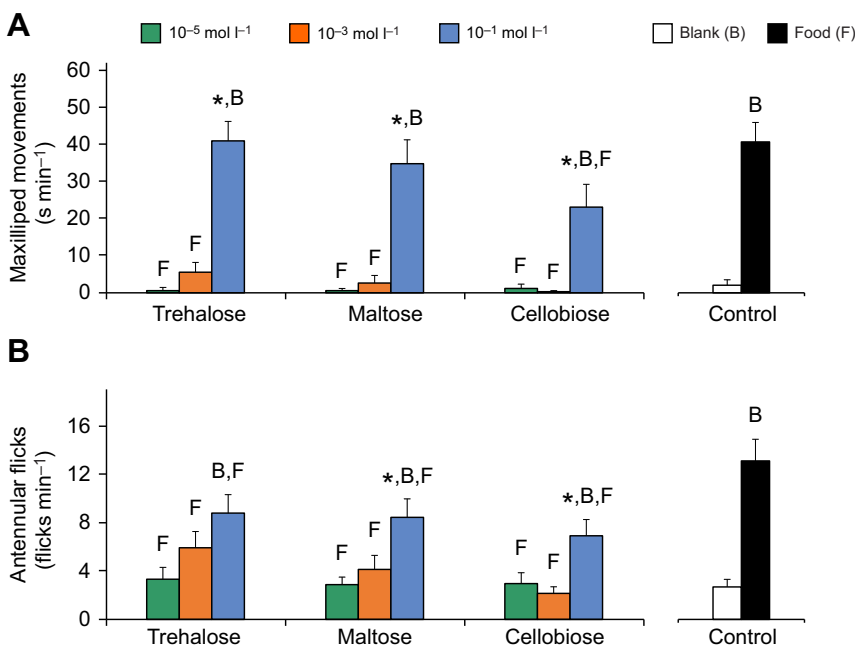 A
10⁻⁵ mol l⁻¹ 10⁻³ mol l⁻¹ 10⁻¹ mol l⁻¹ Blank (B) Food (F)
Maxilliped movements
(s min⁻¹)
60
50
40
30
20
10
0
F F *,B
F F *,B
F F *,B,F
B
Trehalose Maltose Cellobiose Control
B
Antennular flicks
(flicks min⁻¹)
16
12
8
4
0
F F B,F
F F *,B,F
F F *,B,F
B
Trehalose Maltose Cellobiose Control